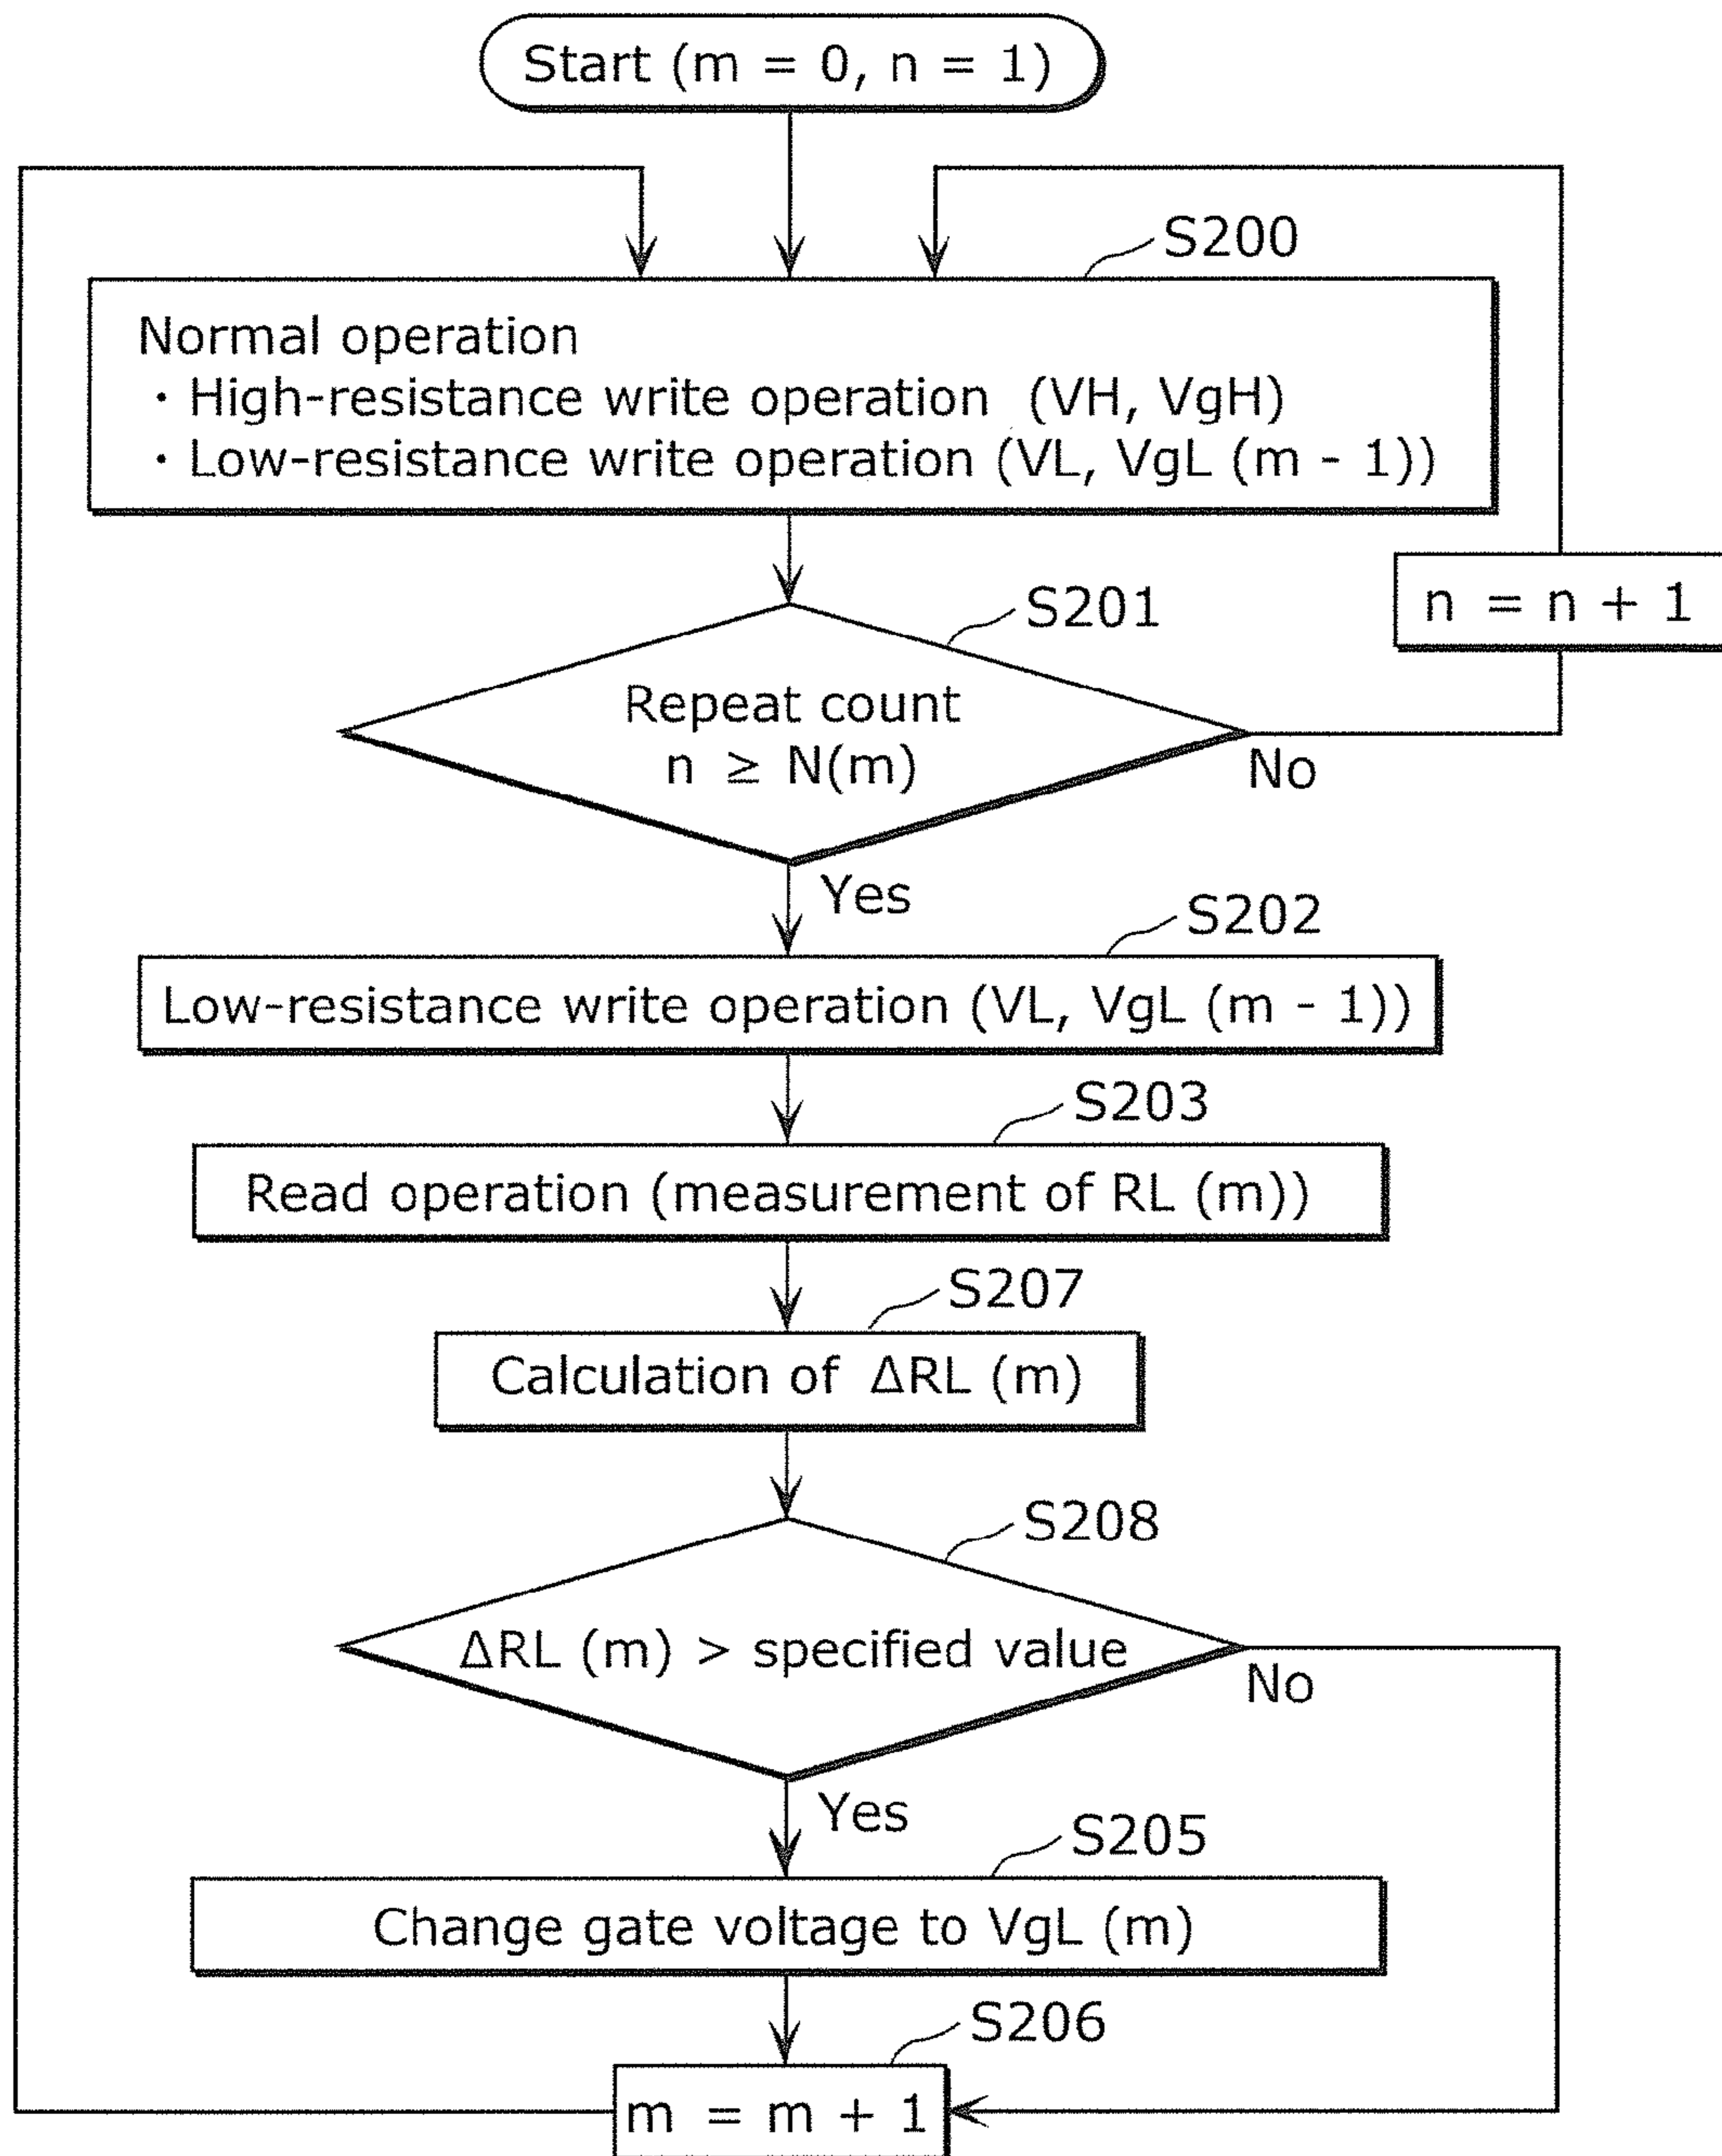 Start (m = 0, n = 1)
S200
Normal operation
・High-resistance write operation (VH, VgH)
・Low-resistance write operation (VL, VgL (m - 1))
n = n + 1
S201
Repeat count
n ≥ N(m)
No
Yes
S202
Low-resistance write operation (VL, VgL (m - 1))
S203
Read operation (measurement of RL (m))
S207
Calculation of ΔRL (m)
S208
ΔRL (m) > specified value
No
Yes
S205
Change gate voltage to VgL (m)
S206
m = m + 1